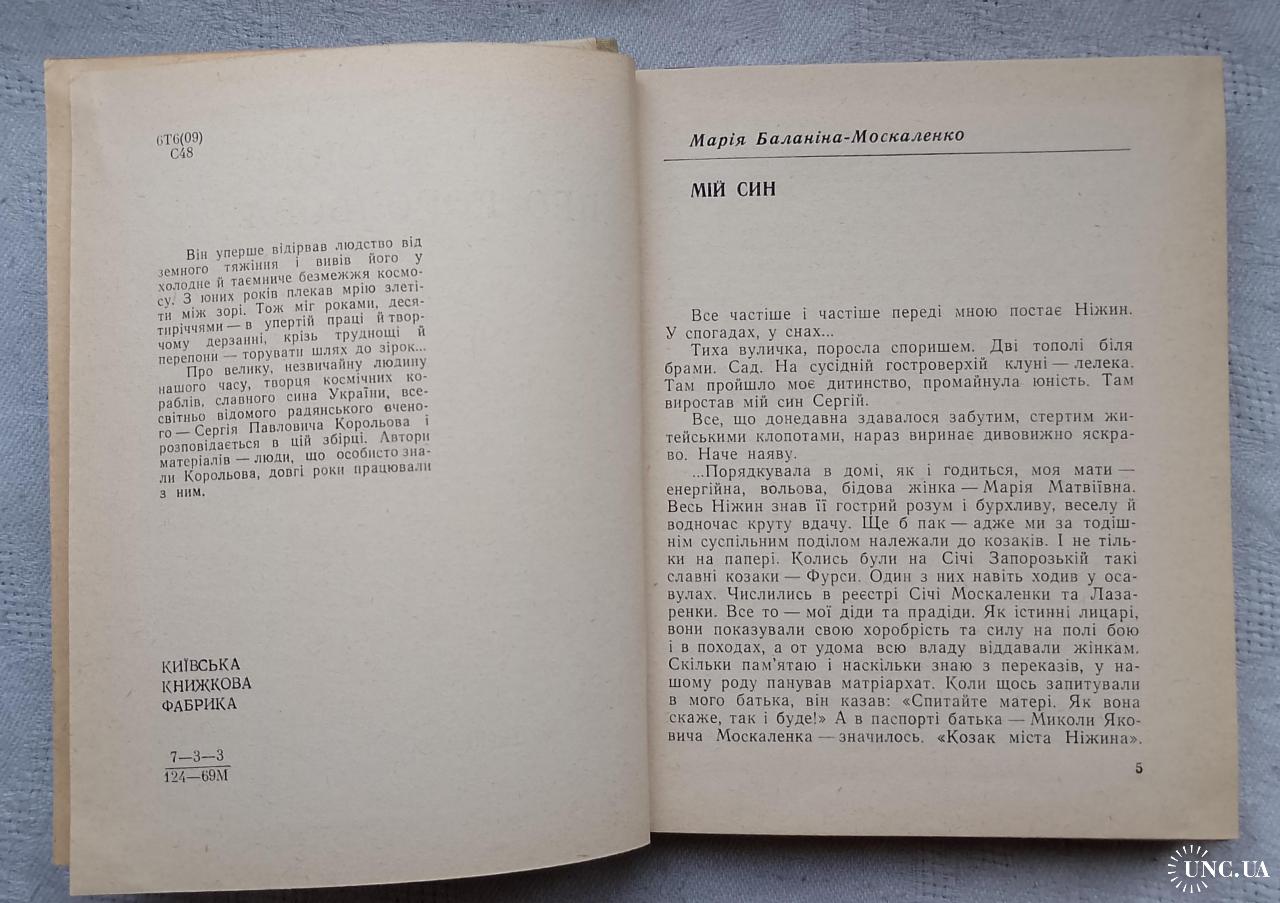 6Т6(09)
С48
Він уперше відірвав людство від
земного тяжіння і вивів його у
холодне й таємниче безмежжя космо-
су. З юних років плекав мрію злеті-
ти між зорі. Тож міг роками, деся-
тиріччями — в упертій праці й твор-
чому дерзанні, крізь труднощі й
перепони — торувати шлях до зірок...
Про велику, незвичайну людину
нашого часу, творця космічних ко-
раблів, славного сина України, все-
світньо відомого радянського вчено-
го — Сергія Павловича Корольова і
розповідається в цій збірці. Автори
матеріалів — люди, що особисто зна-
ли Корольова, довгі роки працювали
з ним.
КИЇВСЬКА
КНИЖКОВА
ФАБРИКА
7—3—3
124—69М
Марія Баланіна-Москаленко
МІЙ СИН
Все частіше і частіше переді мною постає Ніжин.
У спогадах, у снах...
Тиха вуличка, поросла споришем. Дві тополі біля
брами. Сад. На сусідній гостроверхій клуні — лелека.
Там пройшло моє дитинство, промайнула юність. Там
виростав мій син Сергій.
Все, що донедавна здавалося забутим, стертим жи-
тейськими клопотами, нараз виринає дивовижно яскра-
во. Наче наяву.
...Порядкувала в домі, як і годиться, моя мати —
енергійна, вольова, бідова жінка — Марія Матвіївна.
Весь Ніжин знав її гострий розум і бурхливу, веселу й
водночас круту вдачу. Ще б пак — адже ми за тодіш-
нім суспільним поділом належали до козаків. І не тіль-
ки на папері. Колись були на Січі Запорозькій такі
славні козаки — Фурси. Один з них навіть ходив у оса-
вулах. Числились в реєстрі Січі Москаленки та Лаза-
ренки. Все то — мої діди та прадіди. Як істинні лицарі,
вони показували свою хоробрість та силу на полі бою
і в походах, а от удома всю владу віддавали жінкам.
Скільки пам'ятаю і наскільки знаю з переказів, у на-
шому роду панував матріархат. Коли щось запитували
в мого батька, він казав: «Спитайте матері. Як вона
скаже, так і буде!» А в паспорті батька — Миколи Яко-
вича Москаленка — значилось. «Козак міста Ніжина».
5
UNC.UA